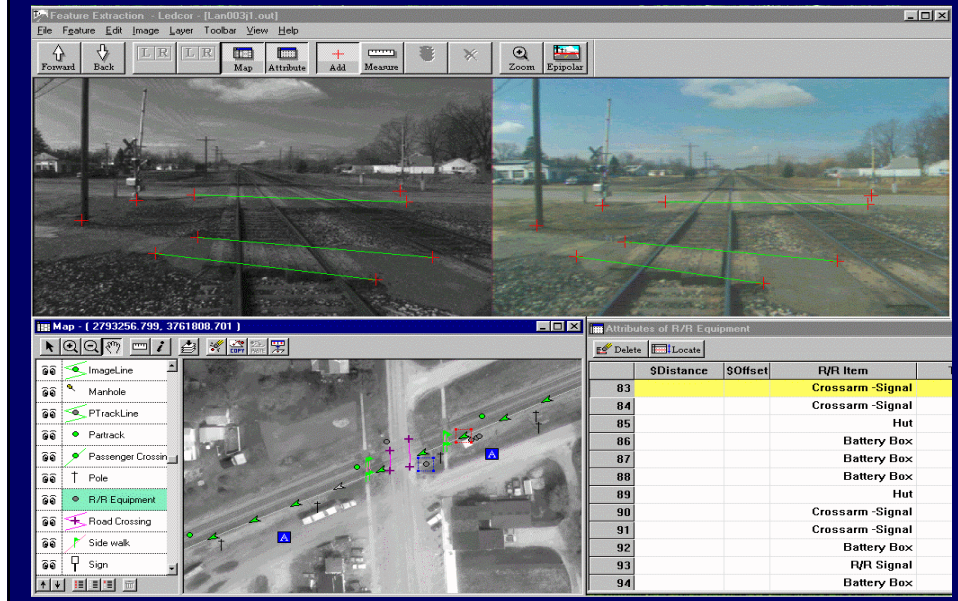 Feature Extraction - Ledcor - [Lan003j1.out]
File Feature Edit Image Layer Toolbar View Help
Forward Back L R L R Map Attribute Add Measure Zoom Epipolar
Map - ( 2793256.799, 3761808.701 )
COPY
ImageLine
Manhole
PTrackLine
Partrack
Passenger Crossin
Pole
R/R Equipment
Road Crossing
Side walk
Sign
A
A
Attributes of R/R Equipment
Delete Locate
$Distance $Offset R/R Item T
83 Crossarm -Signal
84 Crossarm -Signal
85 Hut
86 Battery Box
87 Battery Box
88 Battery Box
89 Hut
90 Crossarm -Signal
91 Crossarm -Signal
92 Battery Box
93 R/R Signal
94 Battery Box